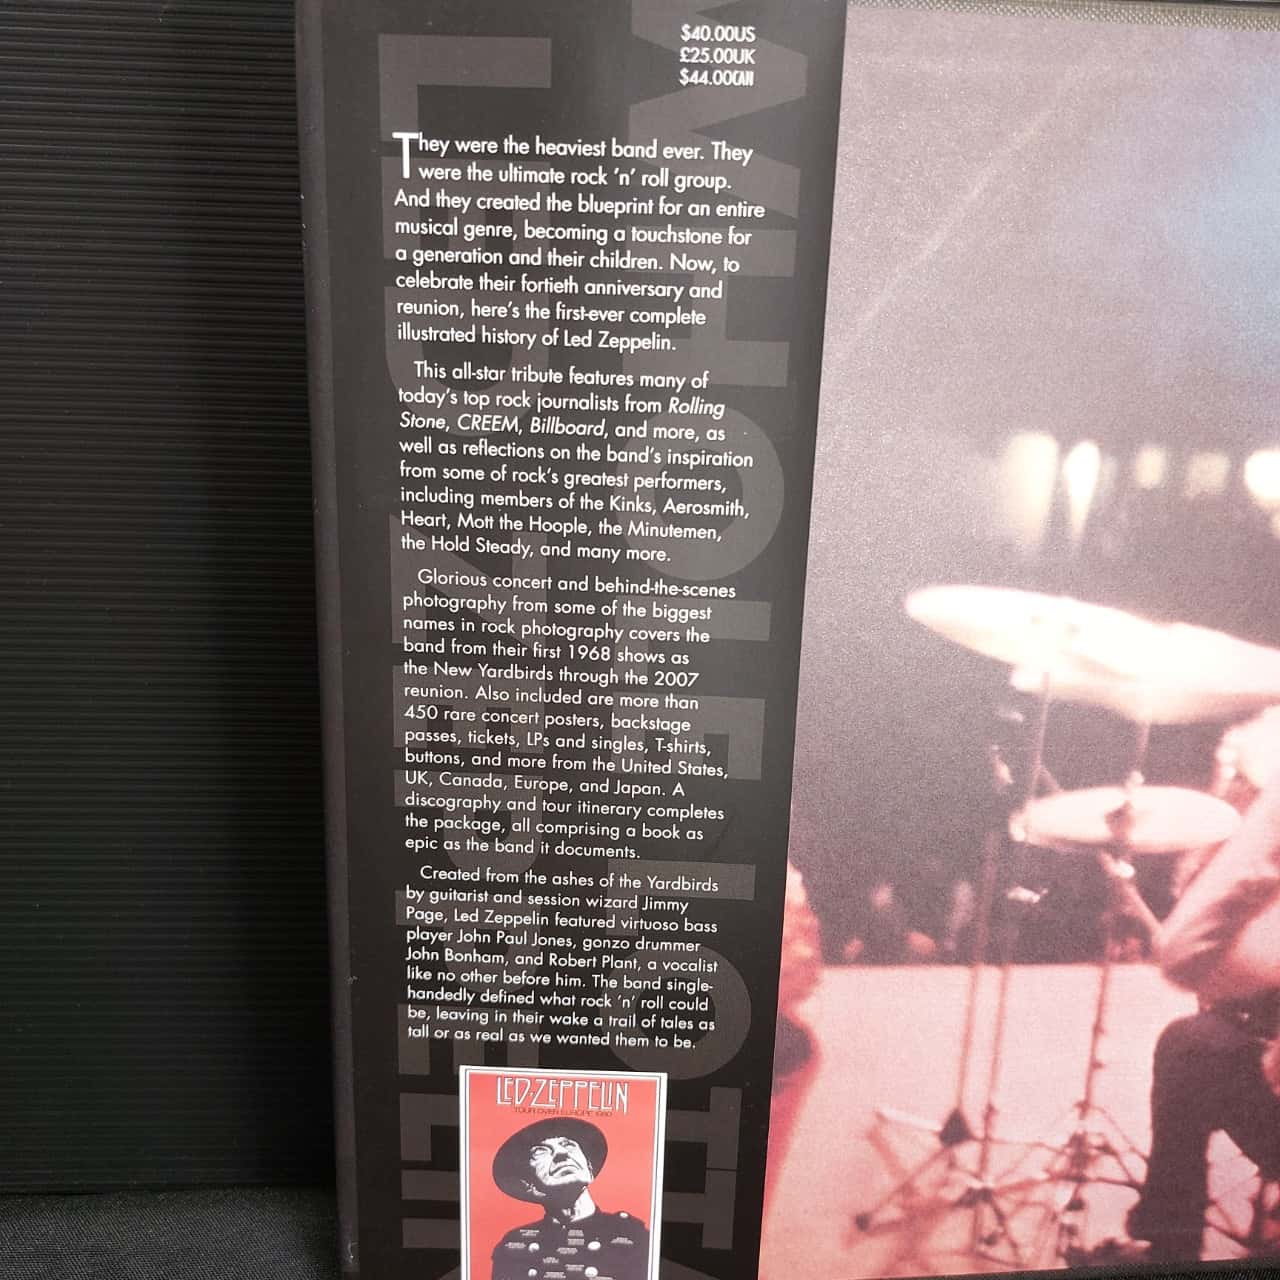 $40.00US
£25.00UK
$44.00CAN
They were the heaviest band ever. They
were the ultimate rock 'n' roll group.
And they created the blueprint for an entire
musical genre, becoming a touchstone for
a generation and their children. Now, to
celebrate their fortieth anniversary and
reunion, here's the first-ever complete
illustrated history of Led Zeppelin.
This all-star tribute features many of
today's top rock journalists from Rolling
Stone, CREEM, Billboard, and more, as
well as reflections on the band's inspiration
from some of rock's greatest performers,
including members of the Kinks, Aerosmith,
Heart, Mott the Hoople, the Minutemen,
the Hold Steady, and many more.
Glorious concert and behind-the-scenes
photography from some of the biggest
names in rock photography covers the
band from their first 1968 shows as
the New Yardbirds through the 2007
reunion. Also included are more than
450 rare concert posters, backstage
passes, tickets, LPs and singles, T-shirts,
buttons, and more from the United States,
UK, Canada, Europe, and Japan. A
discography and tour itinerary completes
the package, all comprising a book as
epic as the band it documents.
Created from the ashes of the Yardbirds
by guitarist and session wizard Jimmy
Page, Led Zeppelin featured virtuoso bass
player John Paul Jones, gonzo drummer
John Bonham, and Robert Plant, a vocalist
like no other before him. The band single-
handedly defined what rock 'n' roll could
be, leaving in their wake a trail of tales as
tall or as real as we wanted them to be.
LED ZEPPELIN
WHOLE LOTTA
LED-ZEPPELIN
TOUR OVER EUROPE 1980